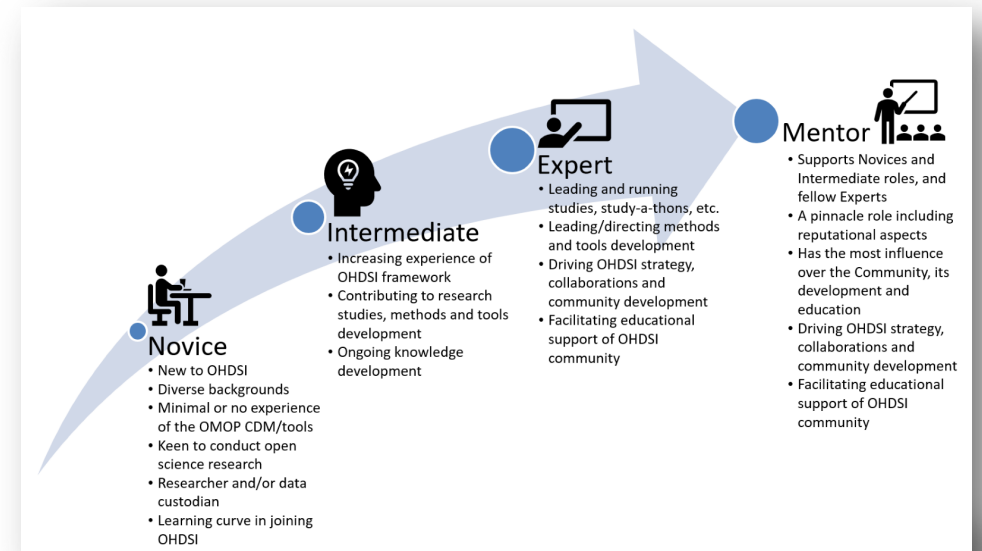 Novice
• New to OHDSI
• Diverse backgrounds
• Minimal or no experience
of the OMOP CDM/tools
• Keen to conduct open
science research
• Researcher and/or data
custodian
• Learning curve in joining
OHDSI
Intermediate
• Increasing experience of
OHDSI framework
• Contributing to research
studies, methods and tools
development
• Ongoing knowledge
development
Expert
• Leading and running
studies, study-a-thons, etc.
• Leading/directing methods
and tools development
• Driving OHDSI strategy,
collaborations and
community development
• Facilitating educational
support of OHDSI
community
Mentor
• Supports Novices and
Intermediate roles, and
fellow Experts
• A pinnacle role including
reputational aspects
• Has the most influence
over the Community, its
development and
education
• Driving OHDSI strategy,
collaborations and
community development
• Facilitating educational
support of OHDSI
community